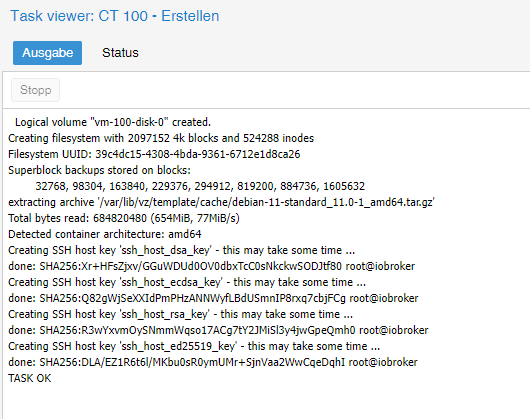 Task viewer: CT 100 • Erstellen
Ausgabe Status
Stopp
Logical volume "vm-100-disk-0" created.
Creating filesystem with 2097152 4k blocks and 524288 inodes
Filesystem UUID: 39c4dc15-4308-4bda-9361-6712e1d8ca26
Superblock backups stored on blocks:
32768, 98304, 163840, 229376, 294912, 819200, 884736, 1605632
extracting archive '/var/lib/vz/template/cache/debian-11-standard_11.0-1_amd64.tar.gz'
Total bytes read: 684820480 (654MiB, 77MiB/s)
Detected container architecture: amd64
Creating SSH host key 'ssh_host_dsa_key' - this may take some time ...
done: SHA256:Xr+HFsZjxv/GGuWDUd0OV0dbxTcC0sNkckwSODJtf80 root@iobroker
Creating SSH host key 'ssh_host_ecdsa_key' - this may take some time ...
done: SHA256:Q82gWjSeXXIdPmPHzANNWyfLBdUSmnIP8rxq7cbjFCg root@iobroker
Creating SSH host key 'ssh_host_rsa_key' - this may take some time ...
done: SHA256:R3wYxvmOySNmmWqso17ACg7tY2JMiSl3y4jwGpeQmh0 root@iobroker
Creating SSH host key 'ssh_host_ed25519_key' - this may take some time ...
done: SHA256:DLA/EZ1R6t6l/MKbu0sR0ymUMr+SjnVaa2WwCqeDqhI root@iobroker
TASK OK